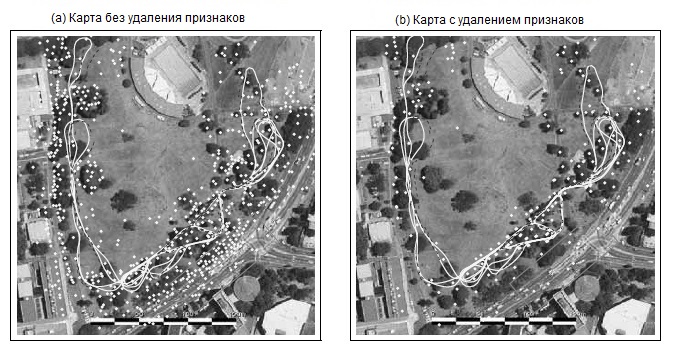 (a) Карта без удаления признаков
(b) Карта с удалением признаков